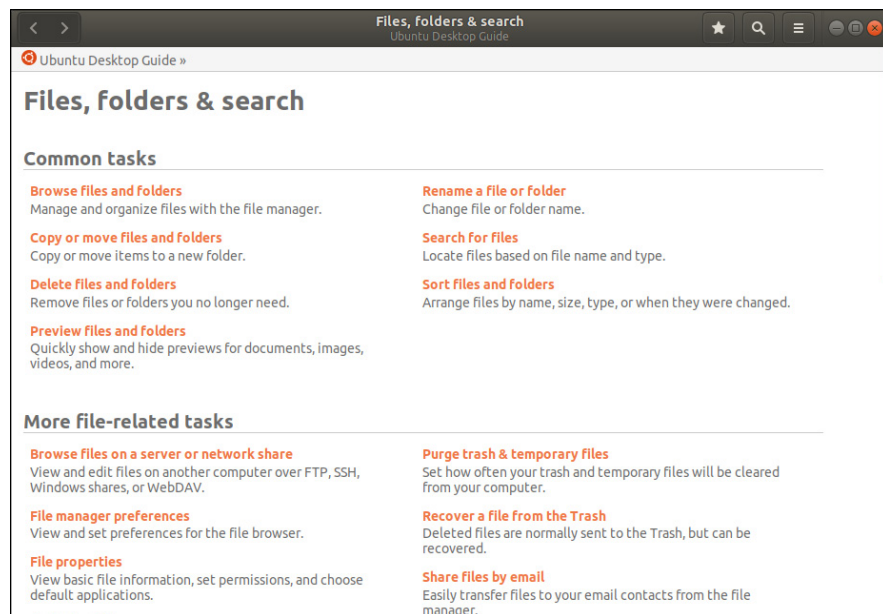 Files, folders & search
Ubuntu Desktop Guide
Ubuntu Desktop Guide »
Files, folders & search
Common tasks
Browse files and folders
Manage and organize files with the file manager.
Copy or move files and folders
Copy or move items to a new folder.
Delete files and folders
Remove files or folders you no longer need.
Preview files and folders
Quickly show and hide previews for documents, images,
videos, and more.
Rename a file or folder
Change file or folder name.
Search for files
Locate files based on file name and type.
Sort files and folders
Arrange files by name, size, type, or when they were changed.
More file-related tasks
Browse files on a server or network share
View and edit files on another computer over FTP, SSH,
Windows shares, or WebDAV.
File manager preferences
View and set preferences for the file browser.
File properties
View basic file information, set permissions, and choose
default applications.
Purge trash & temporary files
Set how often your trash and temporary files will be cleared
from your computer.
Recover a file from the Trash
Deleted files are normally sent to the Trash, but can be
recovered.
Share files by email
Easily transfer files to your email contacts from the file
manager.